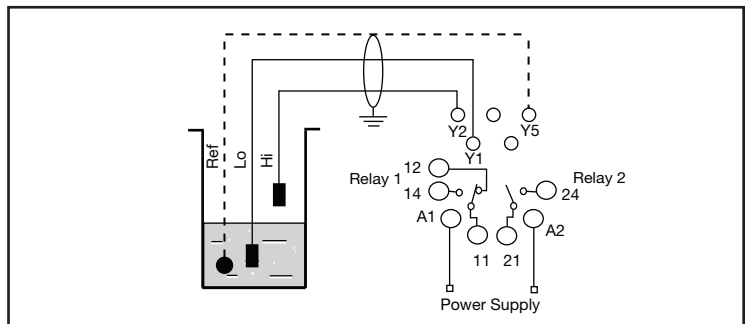 Ref
Lo
Hi
Y2
Y5
Y1
12
Relay 1
14
Relay 2
24
A1
A2
11
21
Power Supply